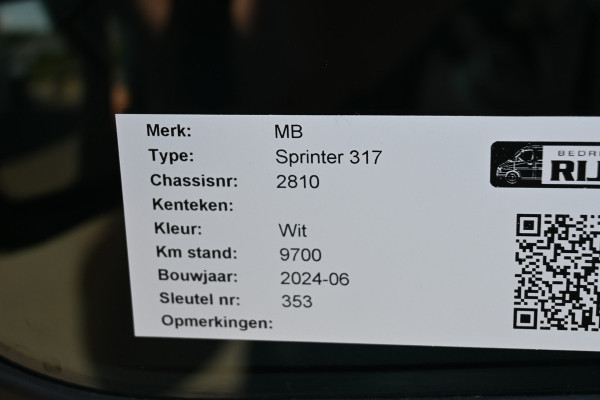 Merk: MB
Type: Sprinter 317
Chassisnr: 2810
Kenteken:
Kleur: Wit
Km stand: 9700
Bouwjaar: 2024-06
Sleutel nr: 353
Opmerkingen:
BEDRI